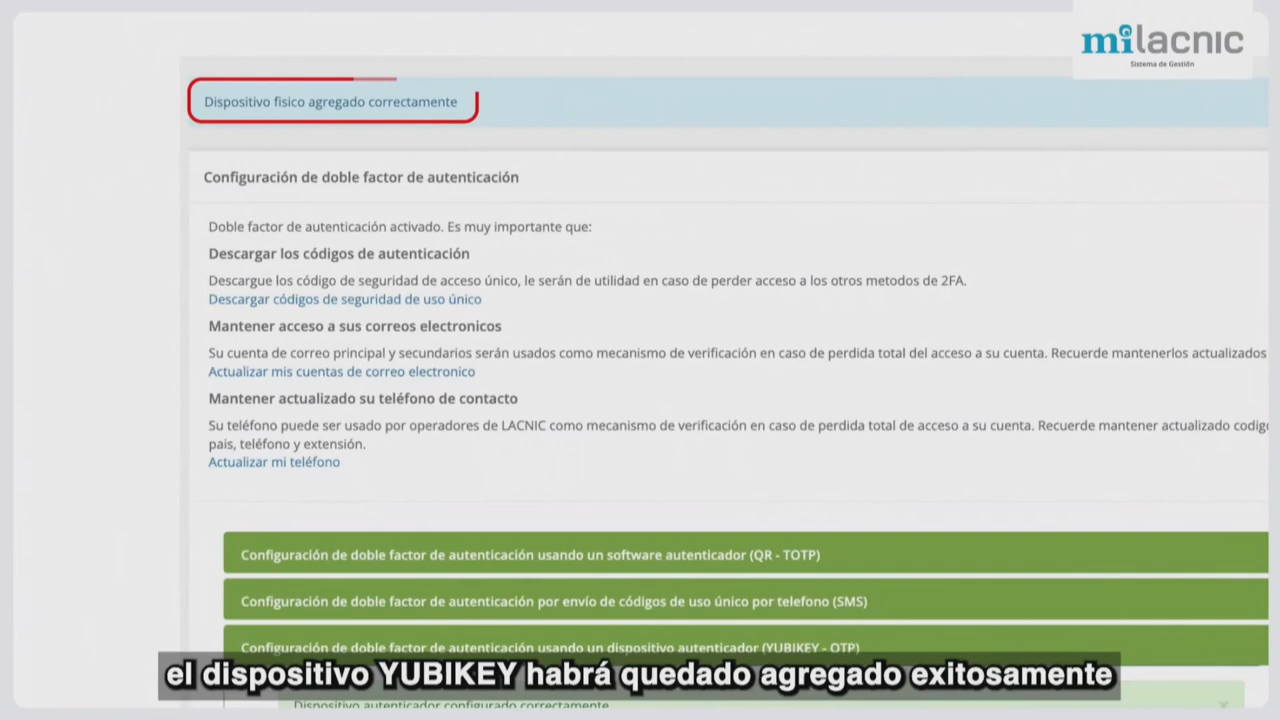 milacnic
Sistema de Gestión
Dispositivo fisico agregado correctamente
Configuración de doble factor de autenticación
Doble factor de autenticación activado. Es muy importante que:
Descargar los códigos de autenticación
Descargue los código de seguridad de acceso único, le serán de utilidad en caso de perder acceso a los otros metodos de 2FA.
Descargar códigos de seguridad de uso único
Mantener acceso a sus correos electronicos
Su cuenta de correo principal y secundarios serán usados como mecanismo de verificación en caso de perdida total del acceso a su cuenta. Recuerde mantenerlos actualizados
Actualizar mis cuentas de correo electronico
Mantener actualizado su teléfono de contacto
Su teléfono puede ser usado por operadores de LACNIC como mecanismo de verificación en caso de perdida total de acceso a su cuenta. Recuerde mantener actualizado codig
pais, teléfono y extensión.
Actualizar mi teléfono
Configuración de doble factor de autenticación usando un software autenticador (QR - TOTP)
Configuración de doble factor de autenticación por envío de códigos de uso único por telefono (SMS)
Configuración de doble factor de autenticación usando un dispositivo autenticador (YUBIKEY - OTP)
el dispositivo YUBIKEY habrá quedado agregado exitosamente
Dispositivo autenticador configurado correctamente